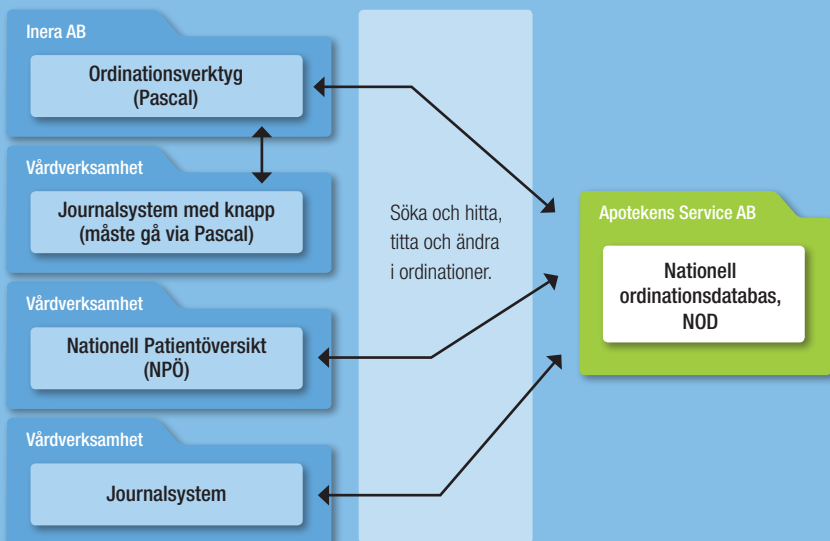 Inera AB
Ordinationsverktyg
(Pascal)
Vårdverksamhet
Journalsystem med knapp
(måste gå via Pascal)
Vårdverksamhet
Nationell Patientöversikt
(NPÖ)
Vårdverksamhet
Journalsystem
Söka och hitta,
titta och ändra
i ordinationer.
Apotekens Service AB
Nationell
ordinationsdatabas,
NOD